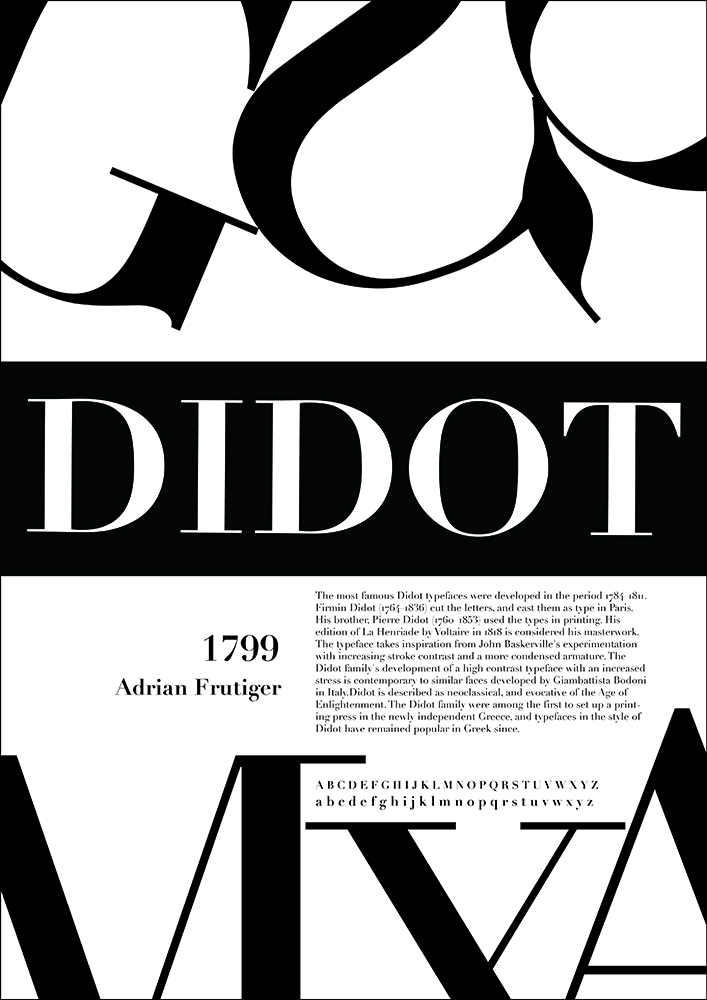 DIDOT
1799
Adrian Frutiger
The most famous Didot typefaces were developed in the period 1784–1811.
Firmin Didot (1764–1836) cut the letters, and cast them as type in Paris.
His brother, Pierre Didot (1760–1853) used the types in printing. His
edition of La Henriade by Voltaire in 1818 is considered his masterwork.
The typeface takes inspiration from John Baskerville's experimentation
with increasing stroke contrast and a more condensed armature. The
Didot family's development of a high contrast typeface with an increased
stress is contemporary to similar faces developed by Giambattista Bodoni
in Italy.Didot is described as neoclassical, and evocative of the Age of
Enlightenment. The Didot family were among the first to set up a print-
ing press in the newly independent Greece, and typefaces in the style of
Didot have remained popular in Greek since.
A B C D E F G H I J K L M N O P Q R S T U V W X Y Z
a b c d e f g h i j k l m n o p q r s t u v w x y z